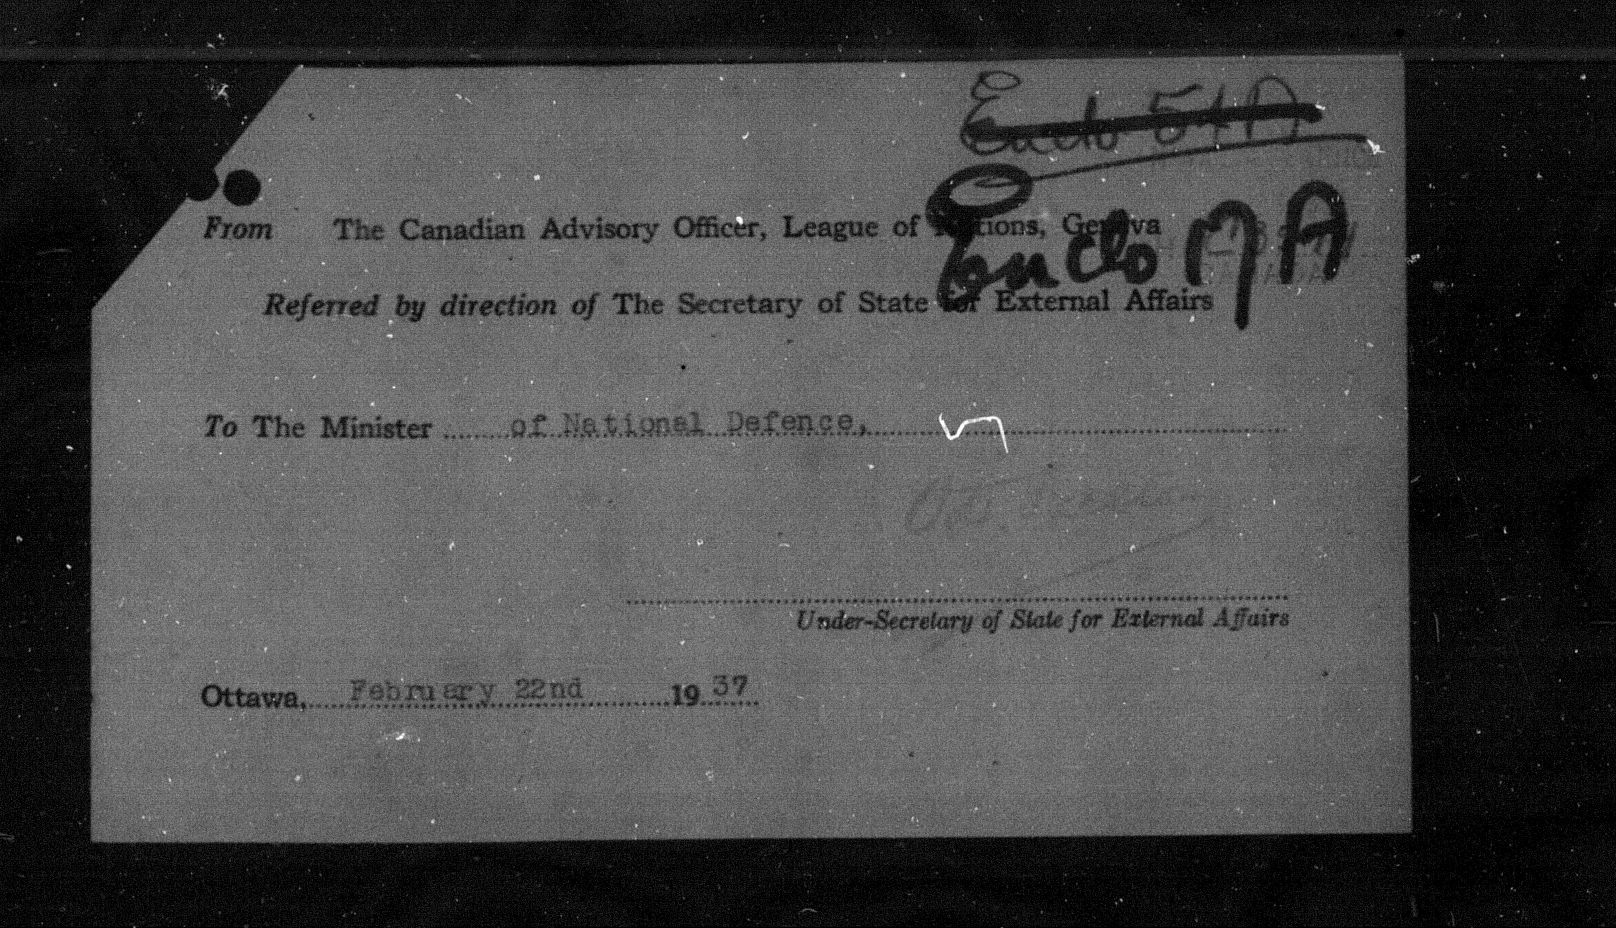 Enclo 54A
From The Canadian Advisory Officer, League of Nations, Geneva
Enclo
Referred by direction of The Secretary of State for External Affairs
To The Minister of National Defence,
Under-Secretary of State for External Affairs
Ottawa, February 22nd 1937